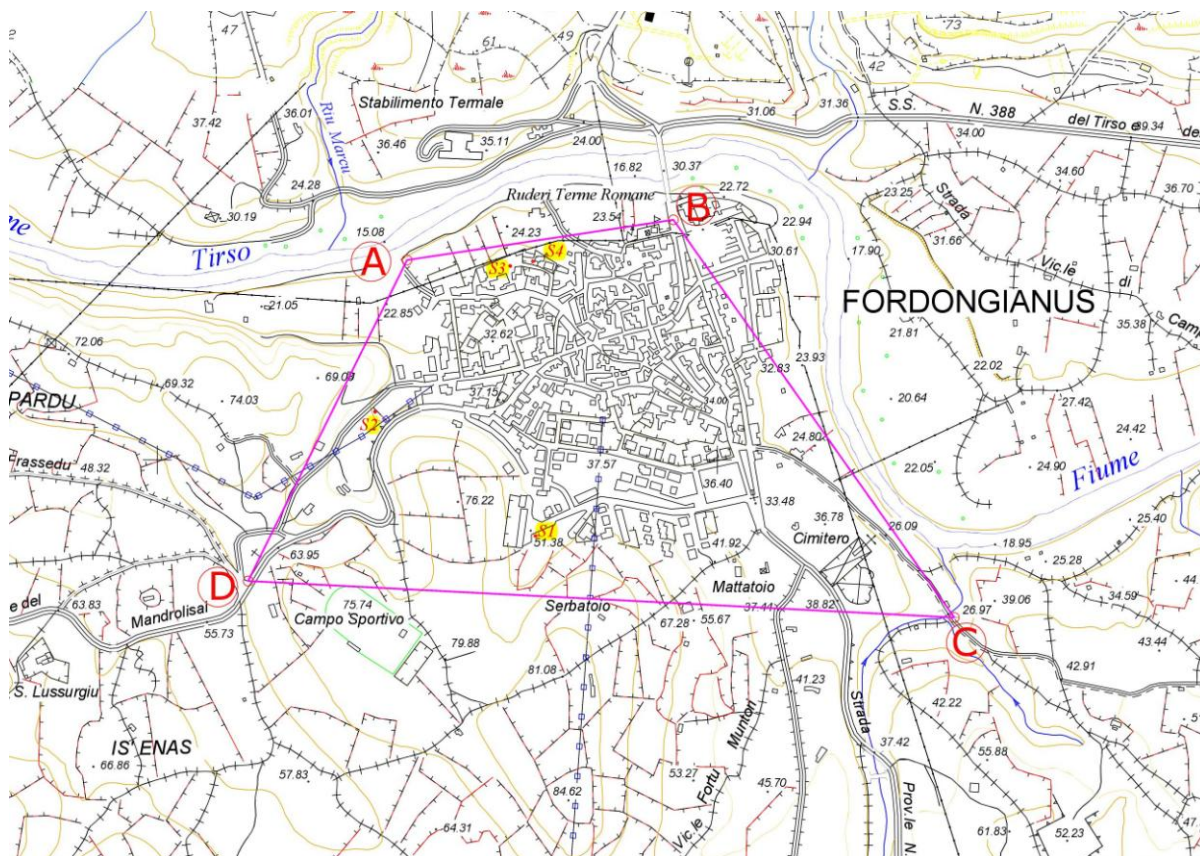 47
61
49
73
42
Stabilimento Termale
36.01
37.42
Riu Marcu
36.46
35.11
24.00
31.06
31.36
S.S.
N. 388
del Tirso e
39.34
34.00
34.60
36.70
16.82
30.37
24.28
30.19
Ruderi Terme Romane
22.72
23.25
Strada
B
23.54
22.94
31.66
15.08
24.23
Tirso
A
S4
S3
30.61
17.90
Vic.le
di
21.05
22.85
FORDONGIANUS
21.81
35.38
32.62
72.06
23.93
22.02
69.32
32.83
PARDU
74.03
37.15
20.64
27.42
S2
24.80
24.42
48.32
37.57
22.05
24.90
Fiume
36.40
76.22
33.48
36.78
26.09
25.40
S1
51.38
41.92
Cimitero
18.95
25.28
63.95
D
Mattatoio
39.06
34.59
e del
63.83
Mandrolisai
75.74
Serbatoio
37.41
38.82
26.97
Campo Sportivo
55.73
67.28
55.67
C
43.44
79.88
42.91
S. Lussurgiu
81.08
41.23
Strada
42.22
IS' ENAS
66.86
57.83
53.27
Vic.le Fortu Muntori
37.42
55.88
45.70
84.62
64.31
Prov.le N.
61.83
52.23